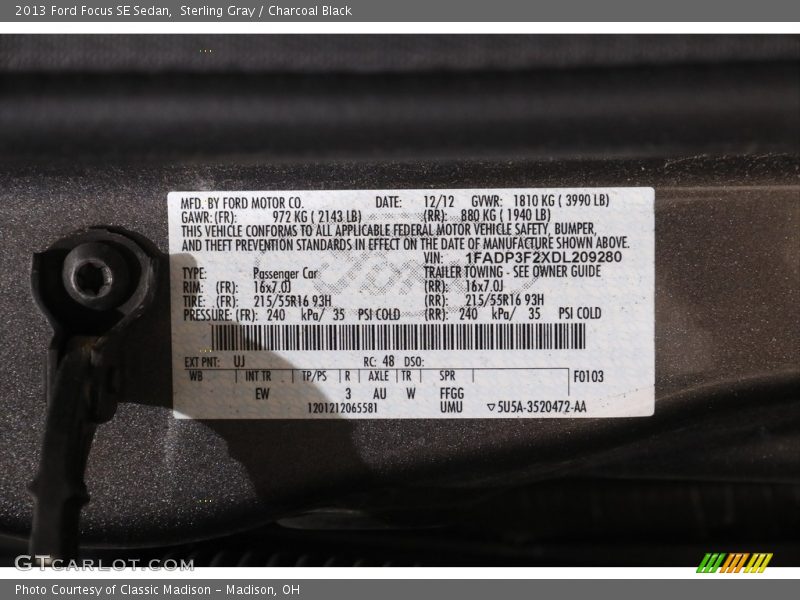 2013 Ford Focus SE Sedan,  Sterling Gray / Charcoal Black
MFD. BY FORD MOTOR CO. DATE: 12/12 GVWR: 1810 KG ( 3990 LB)
GAWR: (FR): 972 KG ( 2143 LB) (RR): 880 KG ( 1940 LB)
THIS VEHICLE CONFORMS TO ALL APPLICABLE FEDERAL MOTOR VEHICLE SAFETY, BUMPER,
AND THEFT PREVENTION STANDARDS IN EFFECT ON THE DATE OF MANUFACTURE SHOWN ABOVE.
VIN: 1FADP3F2XDL209280
TYPE: Passenger Car TRAILER TOWING - SEE OWNER GUIDE
RIM: (FR): 16x7.0J (RR): 16x7.0J
TIRE: (FR): 215/55R16 93H (RR): 215/55R16 93H
PRESSURE: (FR): 240 kPa/ 35 PSI COLD (RR): 240 kPa/ 35 PSI COLD
EXT PNT: UJ RC: 48 DSO:
WB INT TR TP/PS R AXLE TR SPR F0103
EW 3 AU W FFGG
1201212065581 UMU ▽5U5A-3520472-AA
GTCARLOT.COM
Photo Courtesy of Classic Madison - Madison, OH